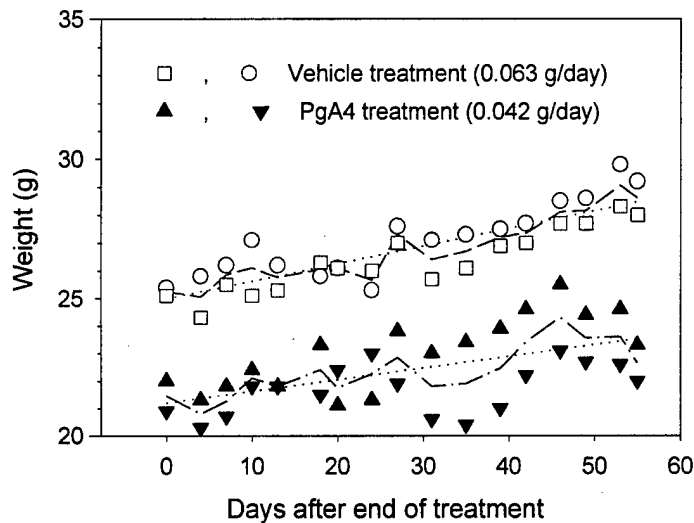 35
30
25
20
Weight (g)
, Vehicle treatment (0.063 g/day)
, PgA4 treatment (0.042 g/day)
0 10 20 30 40 50 60
Days after end of treatment